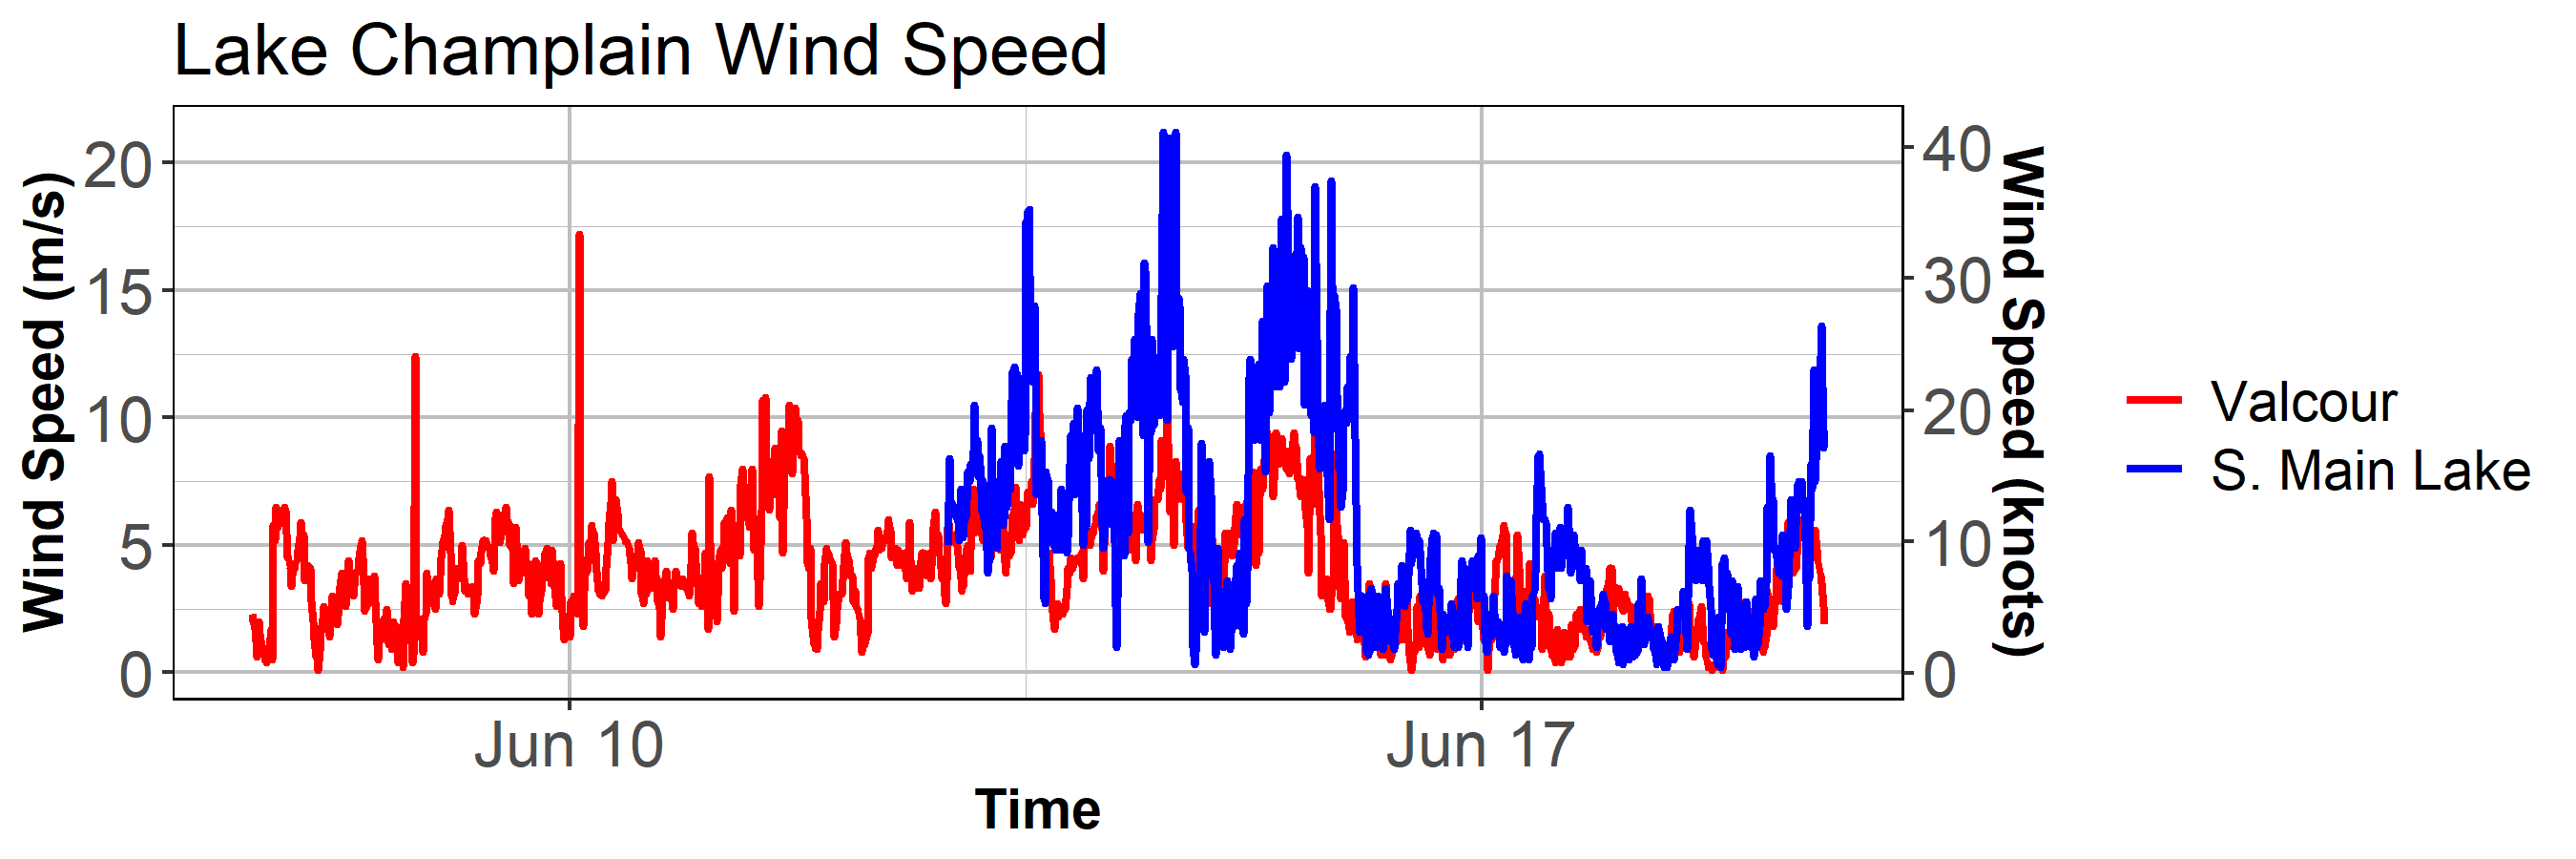 Lake Champlain Wind Speed
Wind Speed (m/s)
20
15
10
5
0
40
30
20
10
0
Wind Speed (knots)
Valcour
S. Main Lake
Jun 10
Jun 17
Time